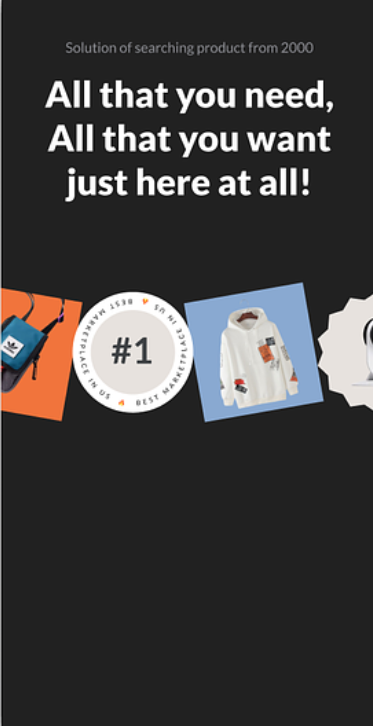 Solution of searching product from 2000
All that you need,
All that you want
just here at all!
#1
BEST MARKETPLACE IN US
BEST MARKETPLACE IN US